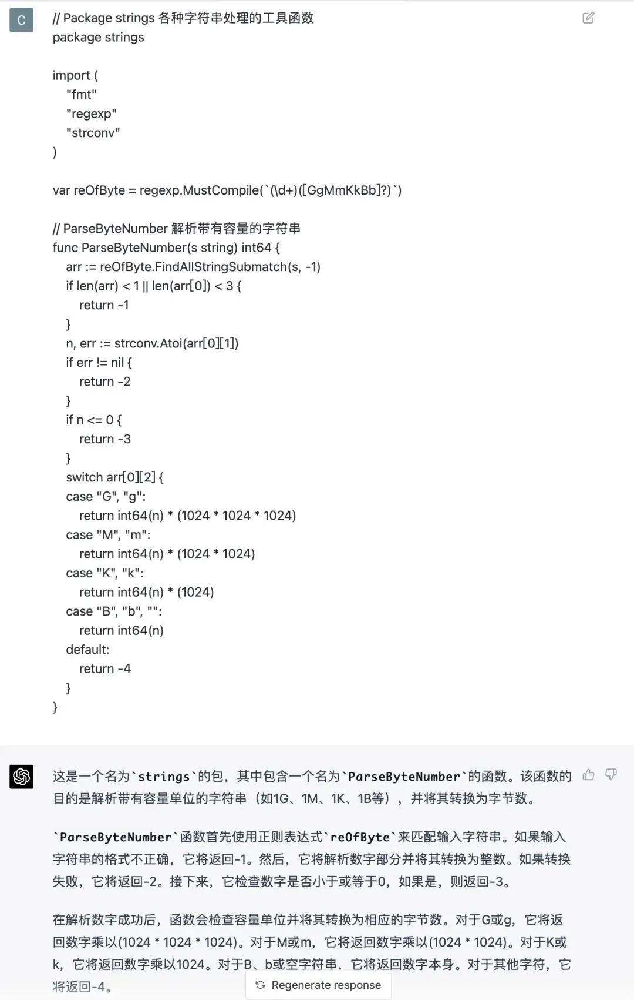 C
// Package strings 各种字符串处理的工具函数
package strings
import (
"fmt"
"regexp"
"strconv"
)
var reOfByte = regexp.MustCompile(`(\d+)([GgMmKkBb]?)`)
// ParseByteNumber 解析带有容量的字符串
func ParseByteNumber(s string) int64 {
arr := reOfByte.FindAllStringSubmatch(s, -1)
if len(arr) < 1 || len(arr[0]) < 3 {
return -1
}
n, err := strconv.Atoi(arr[0][1])
if err != nil {
return -2
}
if n <= 0 {
return -3
}
switch arr[0][2] {
case "G", "g":
return int64(n) * (1024 * 1024 * 1024)
case "M", "m":
return int64(n) * (1024 * 1024)
case "K", "k":
return int64(n) * (1024)
case "B", "b", "":
return int64(n)
default:
return -4
}
}
这是一个名为`strings`的包，其中包含一个名为`ParseByteNumber`的函数。该函数的
目的是解析带有容量单位的字符串（如1G、1M、1K、1B等），并将其转换为字节数。
`ParseByteNumber`函数首先使用正则表达式`reOfByte`来匹配输入字符串。如果输入
字符串的格式不正确，它将返回-1。然后，它将解析数字部分并将其转换为整数。如果转换
失败，它将返回-2。接下来，它检查数字是否小于或等于0，如果是，则返回-3。
在解析数字成功后，函数会检查容量单位并将其转换为相应的字节数。对于G或g，它将返
回数字乘以(1024 * 1024 * 1024)。对于M或m，它将返回数字乘以(1024 * 1024)。对于K或
k，它将返回数字乘以1024。对于B、b或空字符串，它将返回数字本身。对于其他字符，它
将返回-4。
Regenerate response